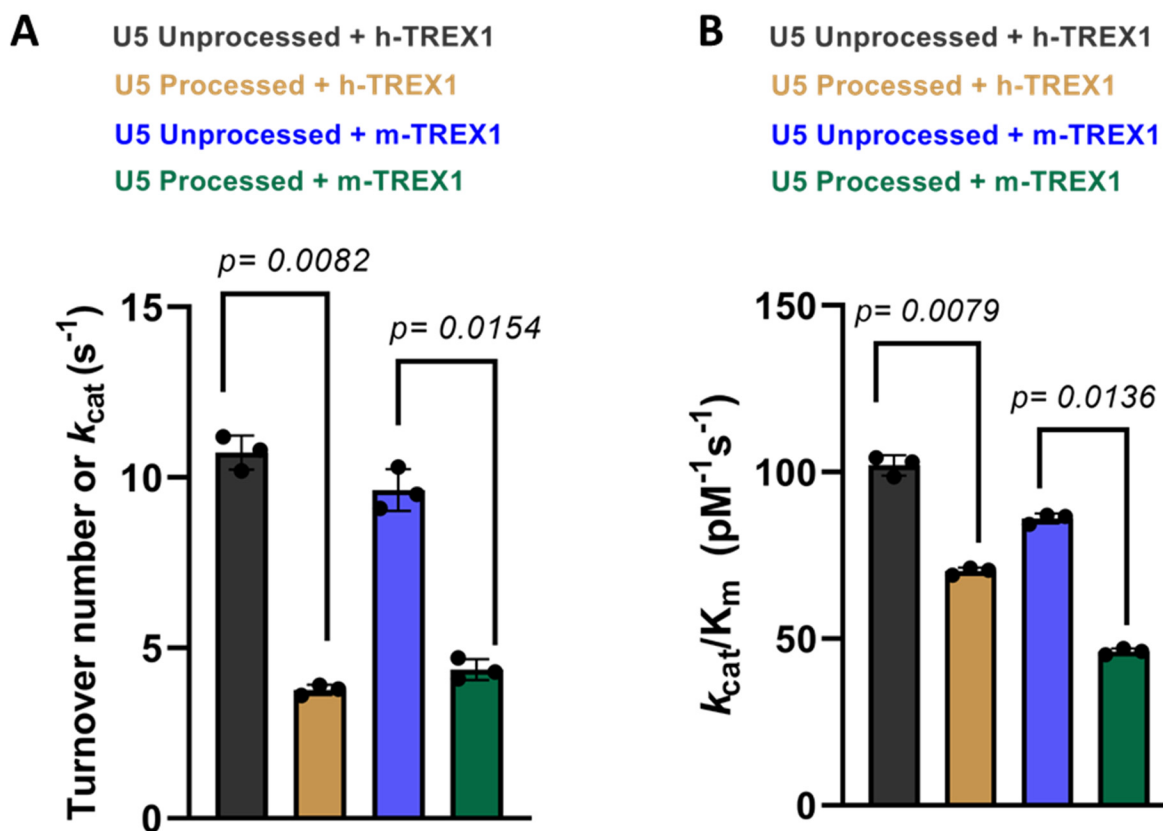 A
U5 Unprocessed + h-TREX1
U5 Processed + h-TREX1
U5 Unprocessed + m-TREX1
U5 Processed + m-TREX1
p= 0.0082
p= 0.0154
Turnover number or kcat (s⁻¹)
15
10
5
0
B
U5 Unprocessed + h-TREX1
U5 Processed + h-TREX1
U5 Unprocessed + m-TREX1
U5 Processed + m-TREX1
p= 0.0079
p= 0.0136
kcat/Km (pM⁻¹s⁻¹)
150
100
50
0